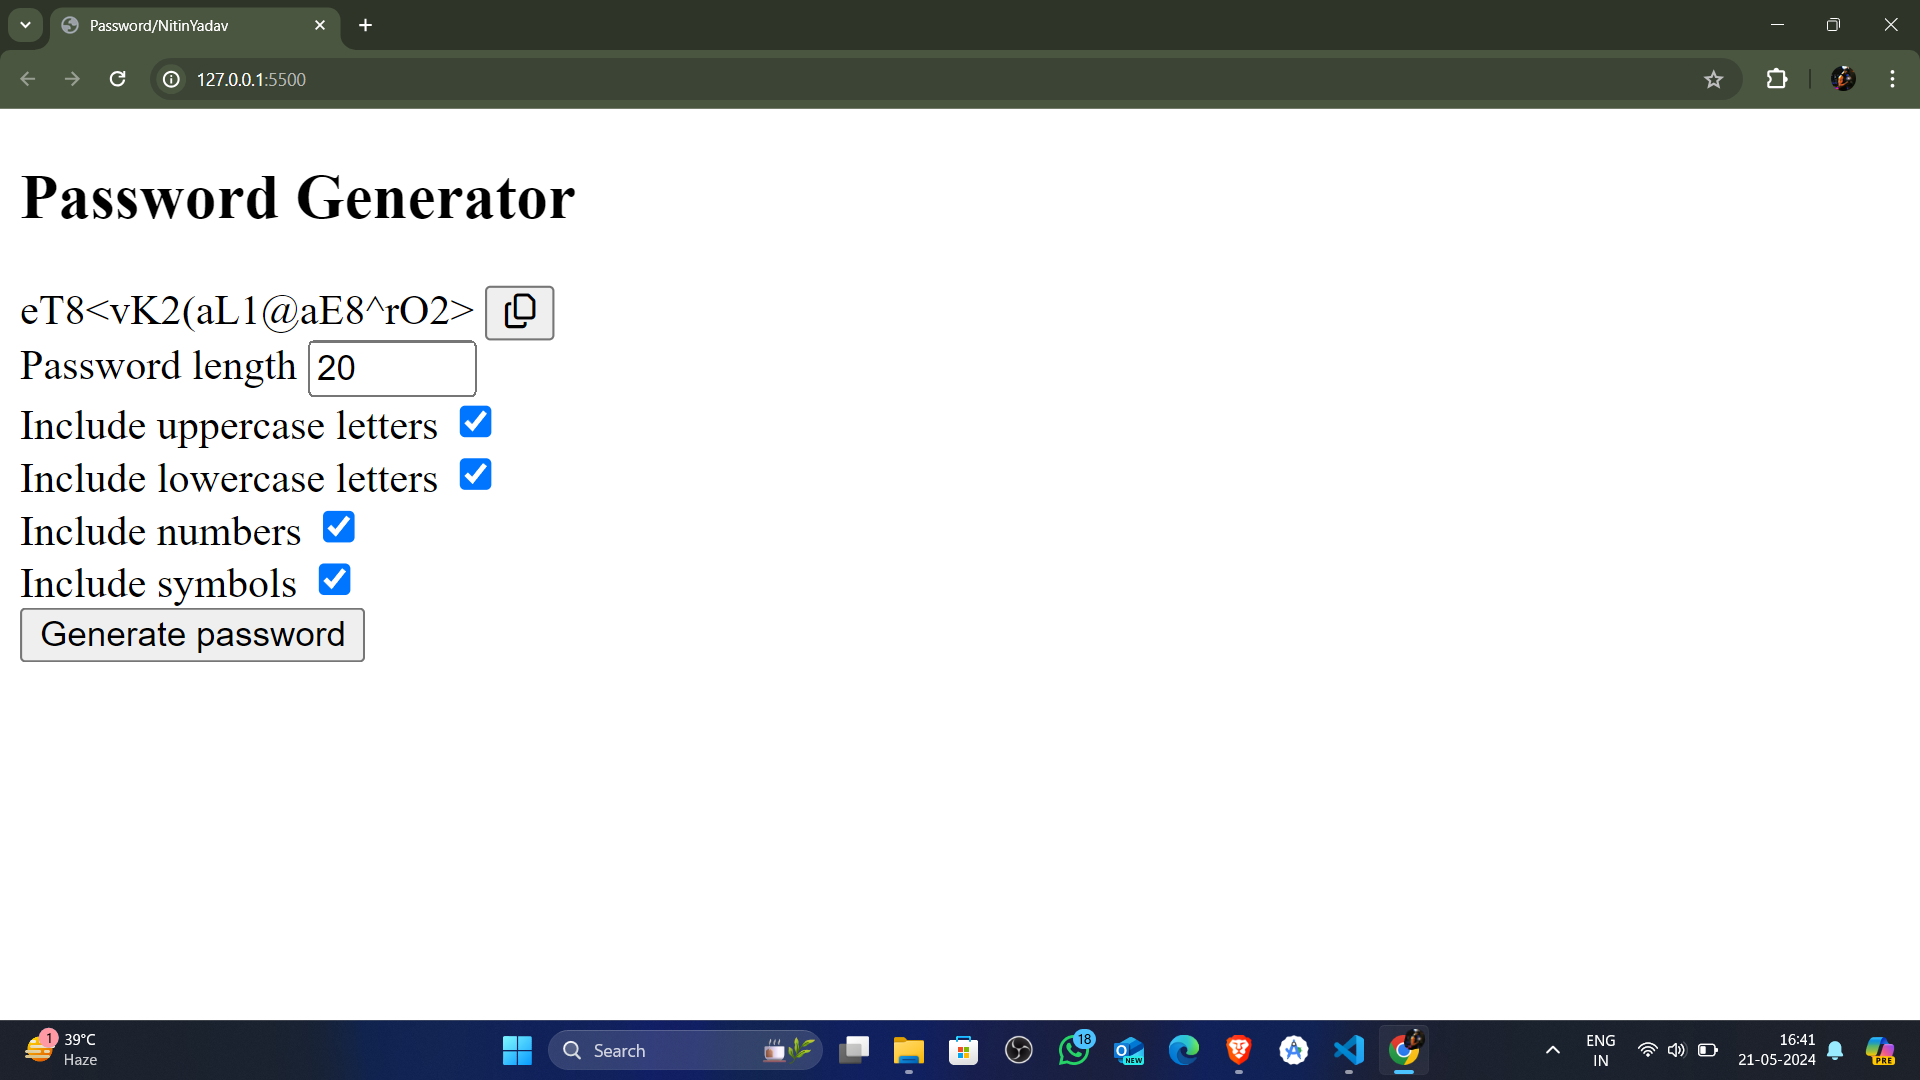 Password/NitinYadav
127.0.0.1:5500
Password Generator
eT8<vK2(aL1@aE8^rO2>
Password length 20
Include uppercase letters
Include lowercase letters
Include numbers
Include symbols
Generate password
1
39°C
Haze
Search
18
NEW
ENG
IN
16:41
21-05-2024
PRE